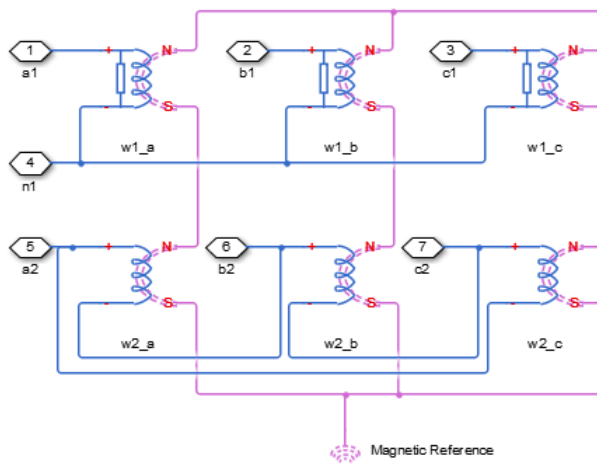 1 2 3
+ N + N + N
a1 b1 c1
- S - S - S
w1_a w1_b w1_c
4
n1
5 + N 6 + N 7 + N
a2 b2 c2
- S - S - S
w2_a w2_b w2_c
Magnetic Reference